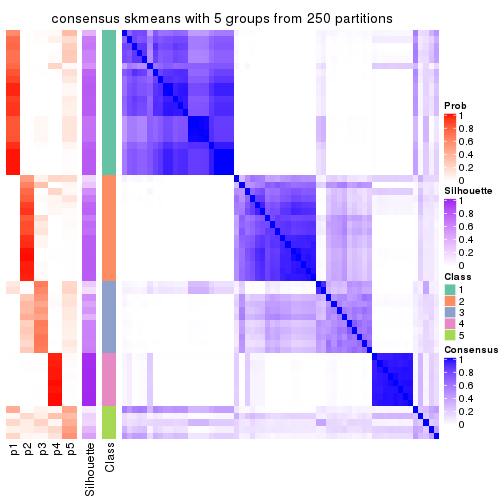 consensus skmeans with 5 groups from 250 partitions
Prob
1
0.8
0.6
0.4
0.2
0
Silhouette
1
0.8
0.6
0.4
0.2
0
Class
1
2
3
4
5
Consensus
1
0.8
0.6
0.4
0.2
0
p1
p2
p3
p4
p5
Silhouette
Class